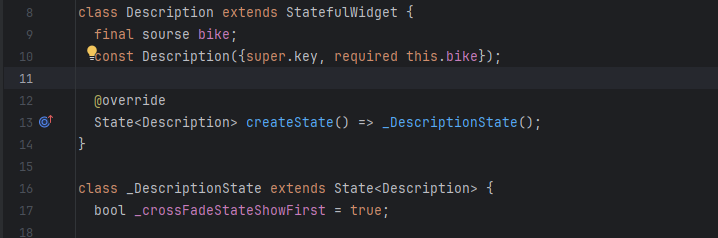 8 class Description extends StatefulWidget {
9 final sourse bike;
10 const Description({super.key, required this.bike});
11
12 @override
13 State<Description> createState() => _DescriptionState();
14 }
15
16 class _DescriptionState extends State<Description> {
17 bool _crossFadeStateShowFirst = true;
18